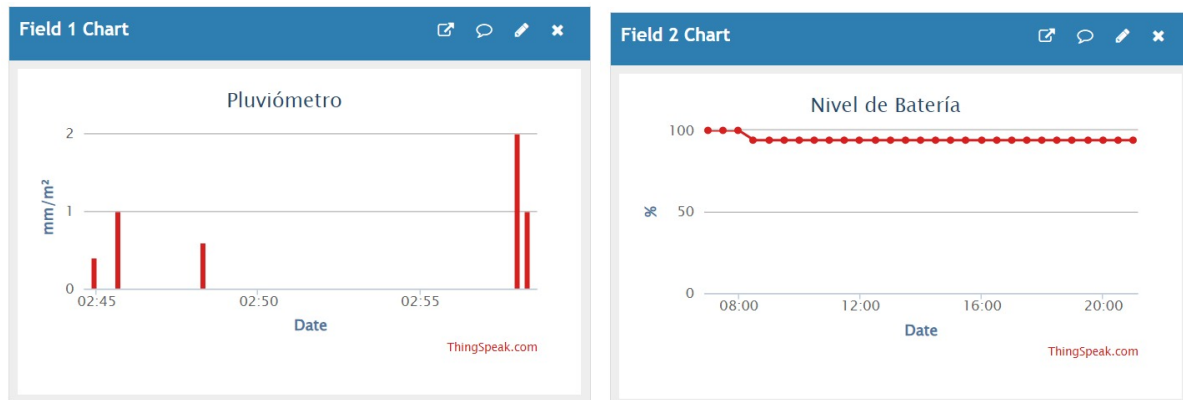 Field 1 Chart
Pluviómetro
2
1
0
mm/m²
02:45 02:50 02:55
Date
ThingSpeak.com
Field 2 Chart
Nivel de Batería
100
50
0
%
08:00 12:00 16:00 20:00
Date
ThingSpeak.com